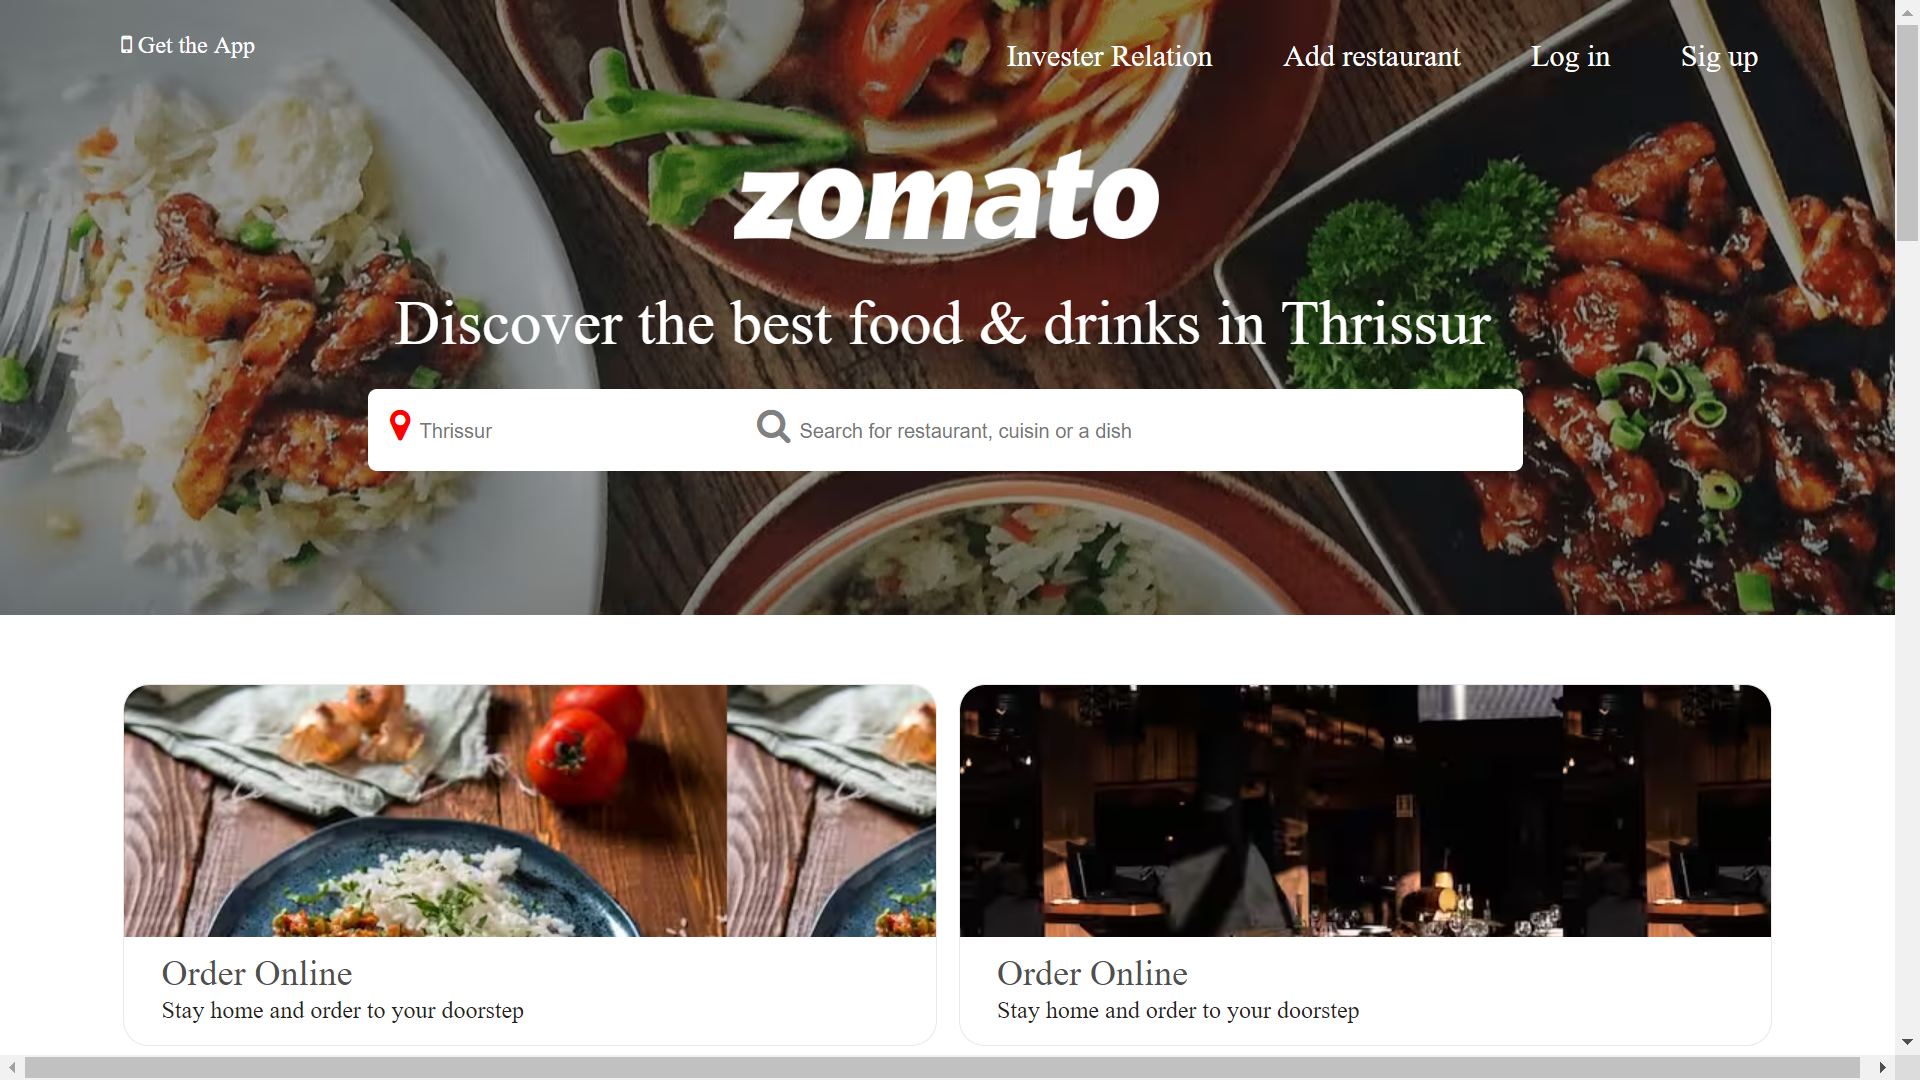 Get the App
Invester Relation
Add restaurant
Log in
Sig up
zomato
Discover the best food & drinks in Thrissur
Thrissur
Search for restaurant, cuisin or a dish
Order Online
Stay home and order to your doorstep
Order Online
Stay home and order to your doorstep